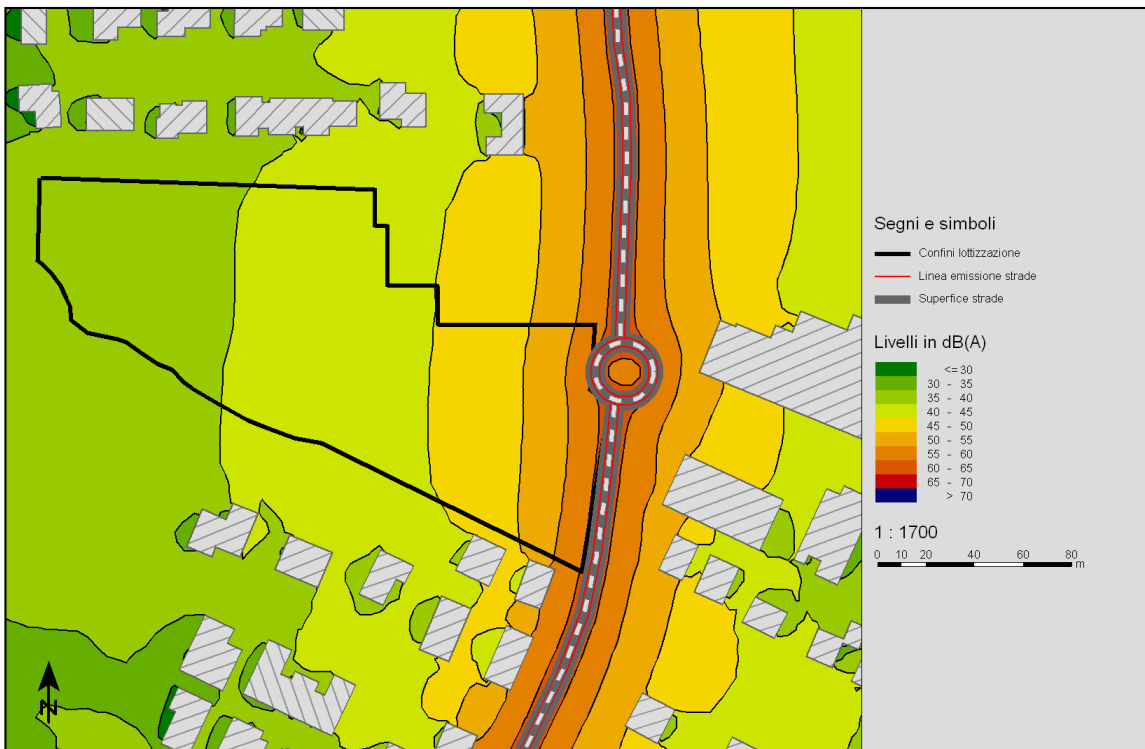 Segni e simboli
Confini lottizzazione
Linea emissione strade
Superfice strade
Livelli in dB(A)
<= 30
30 - 35
35 - 40
40 - 45
45 - 50
50 - 55
55 - 60
60 - 65
65 - 70
> 70
1 : 1700
0 10 20 40 60 80
m
N